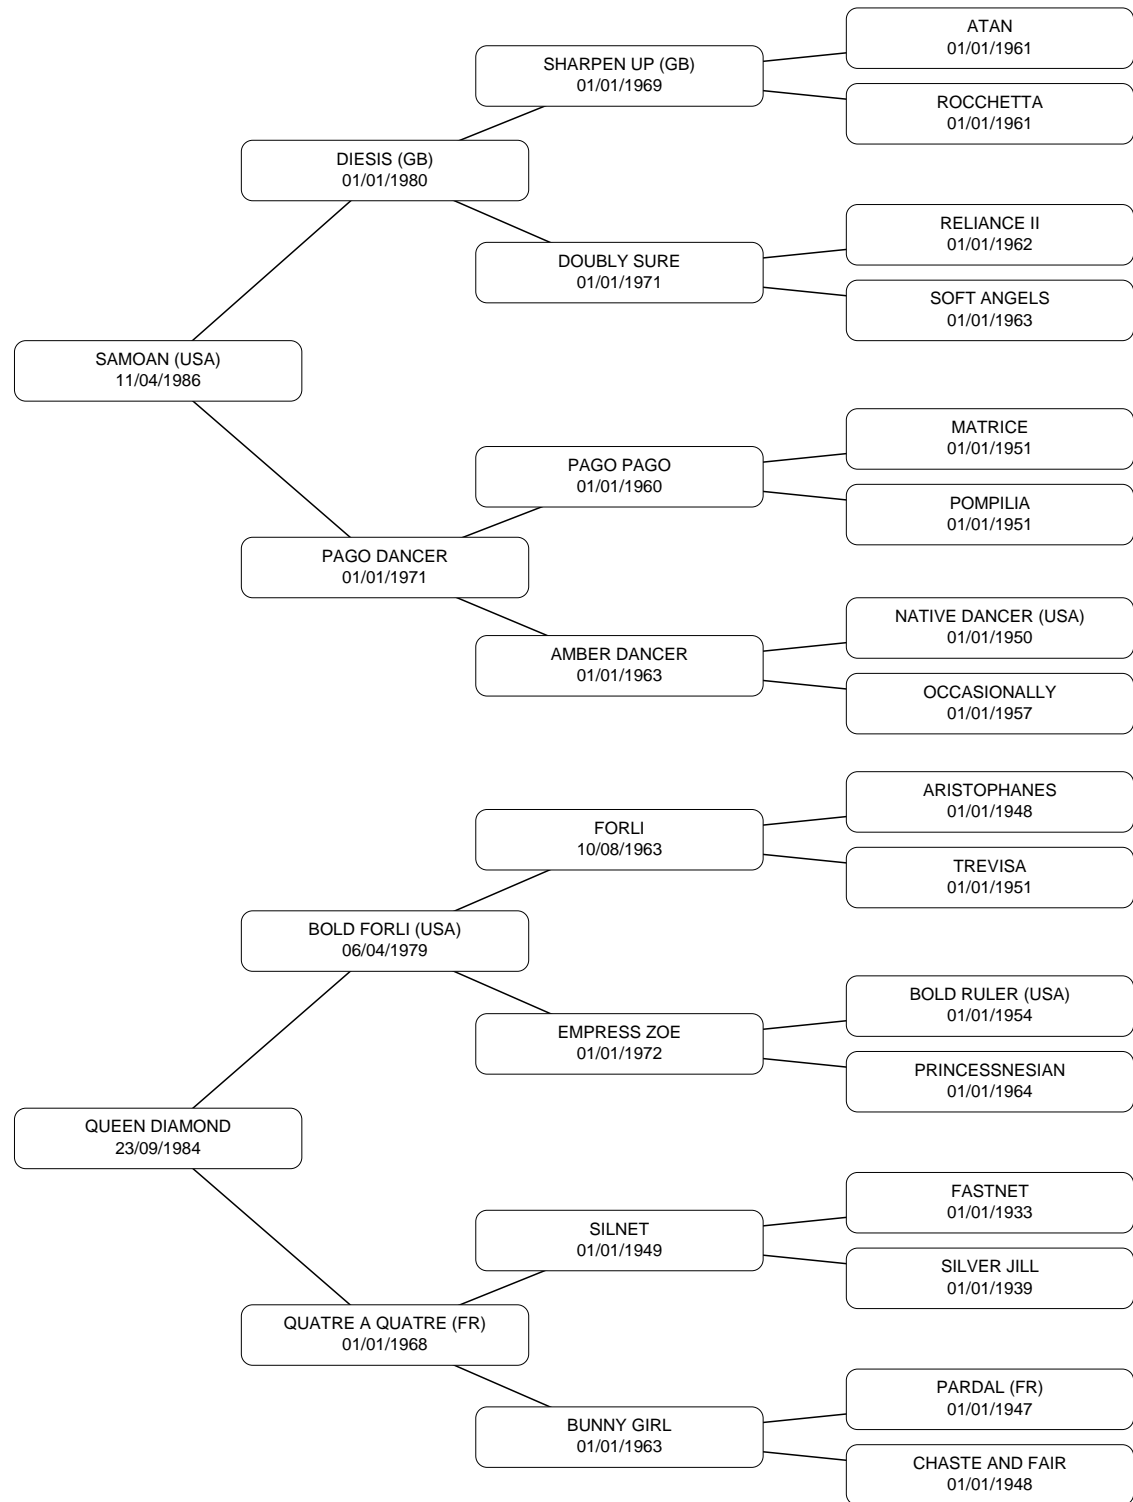 ATAN
01/01/1961
SHARPEN UP (GB)
01/01/1969
ROCCHETTA
01/01/1961
DIESIS (GB)
01/01/1980
RELIANCE II
01/01/1962
DOUBLY SURE
01/01/1971
SOFT ANGELS
01/01/1963
SAMOAN (USA)
11/04/1986
MATRICE
01/01/1951
PAGO PAGO
01/01/1960
POMPILIA
01/01/1951
PAGO DANCER
01/01/1971
NATIVE DANCER (USA)
01/01/1950
AMBER DANCER
01/01/1963
OCCASIONALLY
01/01/1957
ARISTOPHANES
01/01/1948
FORLI
10/08/1963
TREVISA
01/01/1951
BOLD FORLI (USA)
06/04/1979
BOLD RULER (USA)
01/01/1954
EMPRESS ZOE
01/01/1972
PRINCESSNESIAN
01/01/1964
QUEEN DIAMOND
23/09/1984
FASTNET
01/01/1933
SILNET
01/01/1949
SILVER JILL
01/01/1939
QUATRE A QUATRE (FR)
01/01/1968
PARDAL (FR)
01/01/1947
BUNNY GIRL
01/01/1963
CHASTE AND FAIR
01/01/1948